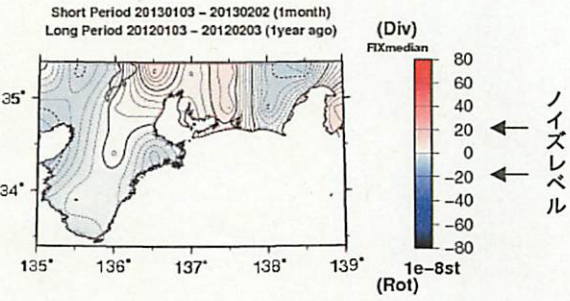 Short Period 20130103 – 20130202 (1month)
Long Period 20120103 – 20120203 (1year ago)
(Div)
FIXmedian
80
60
40
20
0
−20
−40
−60
−80
1e−8st
(Rot)
ノイズレベル
35°
34°
135° 136° 137° 138° 139°